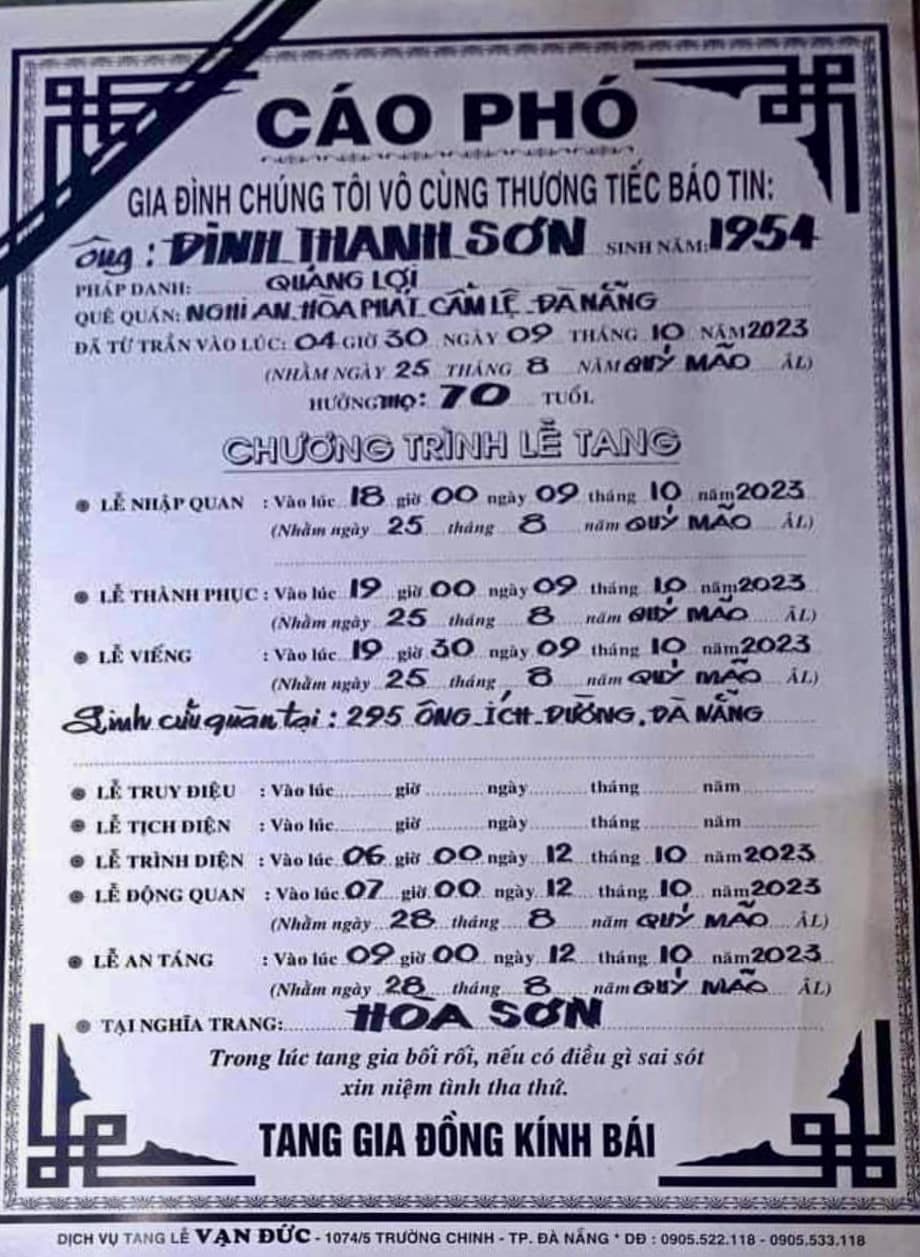 CÁO PHÓ
GIA ĐÌNH CHÚNG TÔI VÔ CÙNG THƯƠNG TIẾC BÁO TIN:
ông : ĐÌNH THANH SƠN SINH NĂM: 1954
PHÁP DANH: QUẢNG LỢI
QUÊ QUÁN: NGHI AN HÒA PHÁT CẨM LỆ - ĐÀ NẴNG
ĐÃ TỪ TRẦN VÀO LÚC: 04 GIỜ 30 NGÀY 09 THÁNG 10 NĂM 2023
(NHẰM NGÀY 25 THÁNG 8 NĂM QUÝ MÃO ÂL)
HƯỞNG THỌ: 70 TUỔI.
CHƯƠNG TRÌNH LỄ TANG
LỄ NHẬP QUAN : Vào lúc 18 giờ 00 ngày 09 tháng 10 năm 2023
(Nhằm ngày 25 tháng 8 năm QUÝ MÃO ÂL)
LỄ THÀNH PHỤC : Vào lúc 19 giờ 00 ngày 09 tháng 10 năm 2023
(Nhằm ngày 25 tháng 8 năm QUÝ MÃO ÂL)
LỄ VIẾNG : Vào lúc 19 giờ 30 ngày 09 tháng 10 năm 2023
(Nhằm ngày 25 tháng 8 năm QUÝ MÃO ÂL)
Linh cữu quàn tại : 295 ÔNG ÍCH ĐƯỜNG, ĐÀ NẴNG
LỄ TRUY ĐIỆU : Vào lúc giờ ngày tháng năm
LỄ TỊCH ĐIỆN : Vào lúc giờ ngày tháng năm
LỄ TRÌNH DIỆN : Vào lúc 06 giờ 00 ngày 12 tháng 10 năm 2023
LỄ ĐỘNG QUAN : Vào lúc 07 giờ 00 ngày 12 tháng 10 năm 2023
(Nhằm ngày 28 tháng 8 năm QUÝ MÃO ÂL)
LỄ AN TÁNG : Vào lúc 09 giờ 00 ngày 12 tháng 10 năm 2023
(Nhằm ngày 28 tháng 8 năm QUÝ MÃO ÂL)
TẠI NGHĨA TRANG: HÒA SƠN
Trong lúc tang gia bối rối, nếu có điều gì sai sót
xin niệm tình tha thứ.
TANG GIA ĐỒNG KÍNH BÁI
DỊCH VỤ TANG LỄ VẠN ĐỨC - 1074/5 TRƯỜNG CHINH - TP. ĐÀ NẴNG * DĐ : 0905.522.118 - 0905.533.118